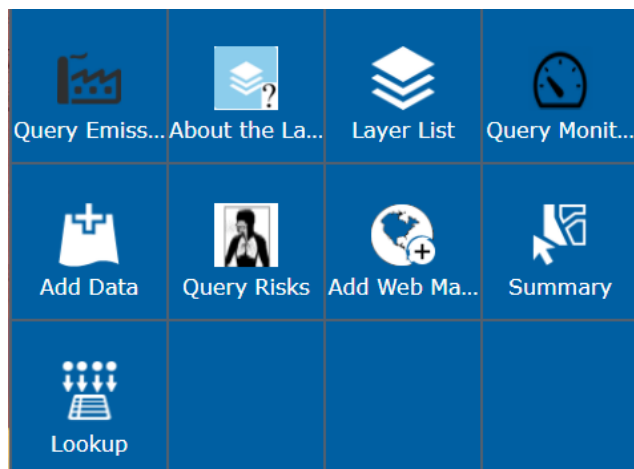 ?
Query Emiss... About the La... Layer List Query Monit...
Add Data Query Risks Add Web Ma... Summary
Lookup